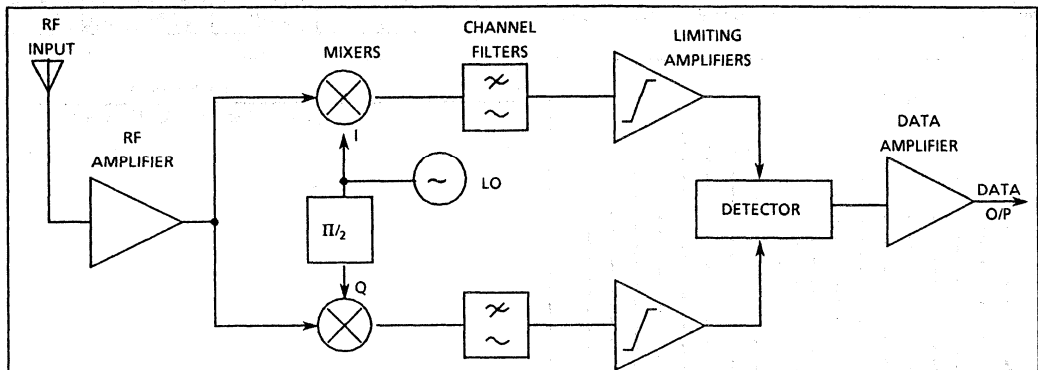 RF
INPUT
MIXERS
CHANNEL
FILTERS
LIMITING
AMPLIFIERS
RF
AMPLIFIER
I
LO
Π/2
Q
DETECTOR
DATA
AMPLIFIER
DATA
O/P